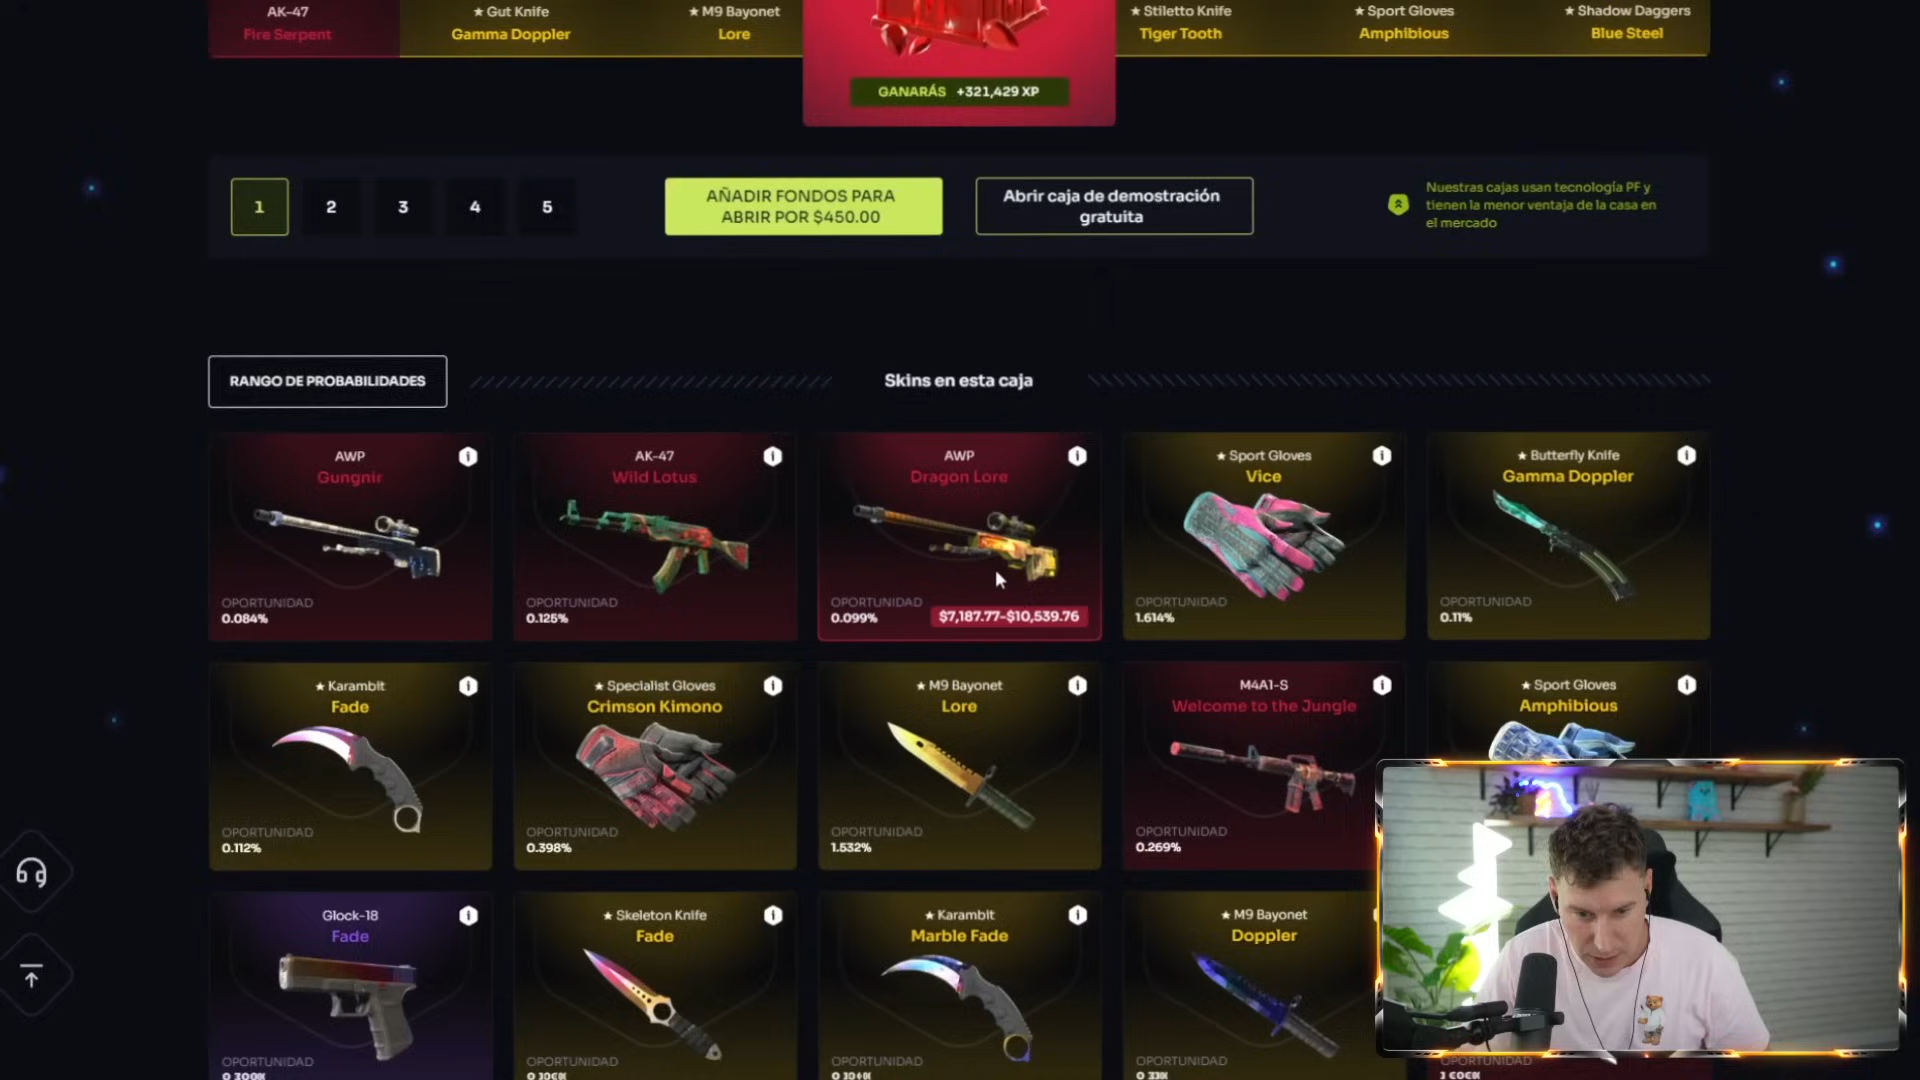 AK-47
Fire Serpent
★ Gut Knife
Gamma Doppler
★ M9 Bayonet
Lore
★ Stiletto Knife
Tiger Tooth
★ Sport Gloves
Amphibious
★ Shadow Daggers
Blue Steel
GANARÁS +321,429 XP
1 2 3 4 5
AÑADIR FONDOS PARA
ABRIR POR $450.00
Abrir caja de demostración
gratuita
Nuestras cajas usan tecnología PF y
tienen la menor ventaja de la casa en
el mercado
RANGO DE PROBABILIDADES
Skins en esta caja
AWP
Gungnir
OPORTUNIDAD
0.084%
AK-47
Wild Lotus
OPORTUNIDAD
0.125%
AWP
Dragon Lore
OPORTUNIDAD
0.099%
$7,187.77-$10,539.76
★ Sport Gloves
Vice
OPORTUNIDAD
1.614%
★ Butterfly Knife
Gamma Doppler
OPORTUNIDAD
0.11%
★ Karambit
Fade
OPORTUNIDAD
0.112%
★ Specialist Gloves
Crimson Kimono
OPORTUNIDAD
0.398%
★ M9 Bayonet
Lore
OPORTUNIDAD
1.532%
M4A1-S
Welcome to the Jungle
OPORTUNIDAD
0.269%
★ Sport Gloves
Amphibious
Glock-18
Fade
OPORTUNIDAD
★ Skeleton Knife
Fade
OPORTUNIDAD
★ Karambit
Marble Fade
OPORTUNIDAD
★ M9 Bayonet
Doppler
OPORTUNIDAD
OPORTUNIDAD